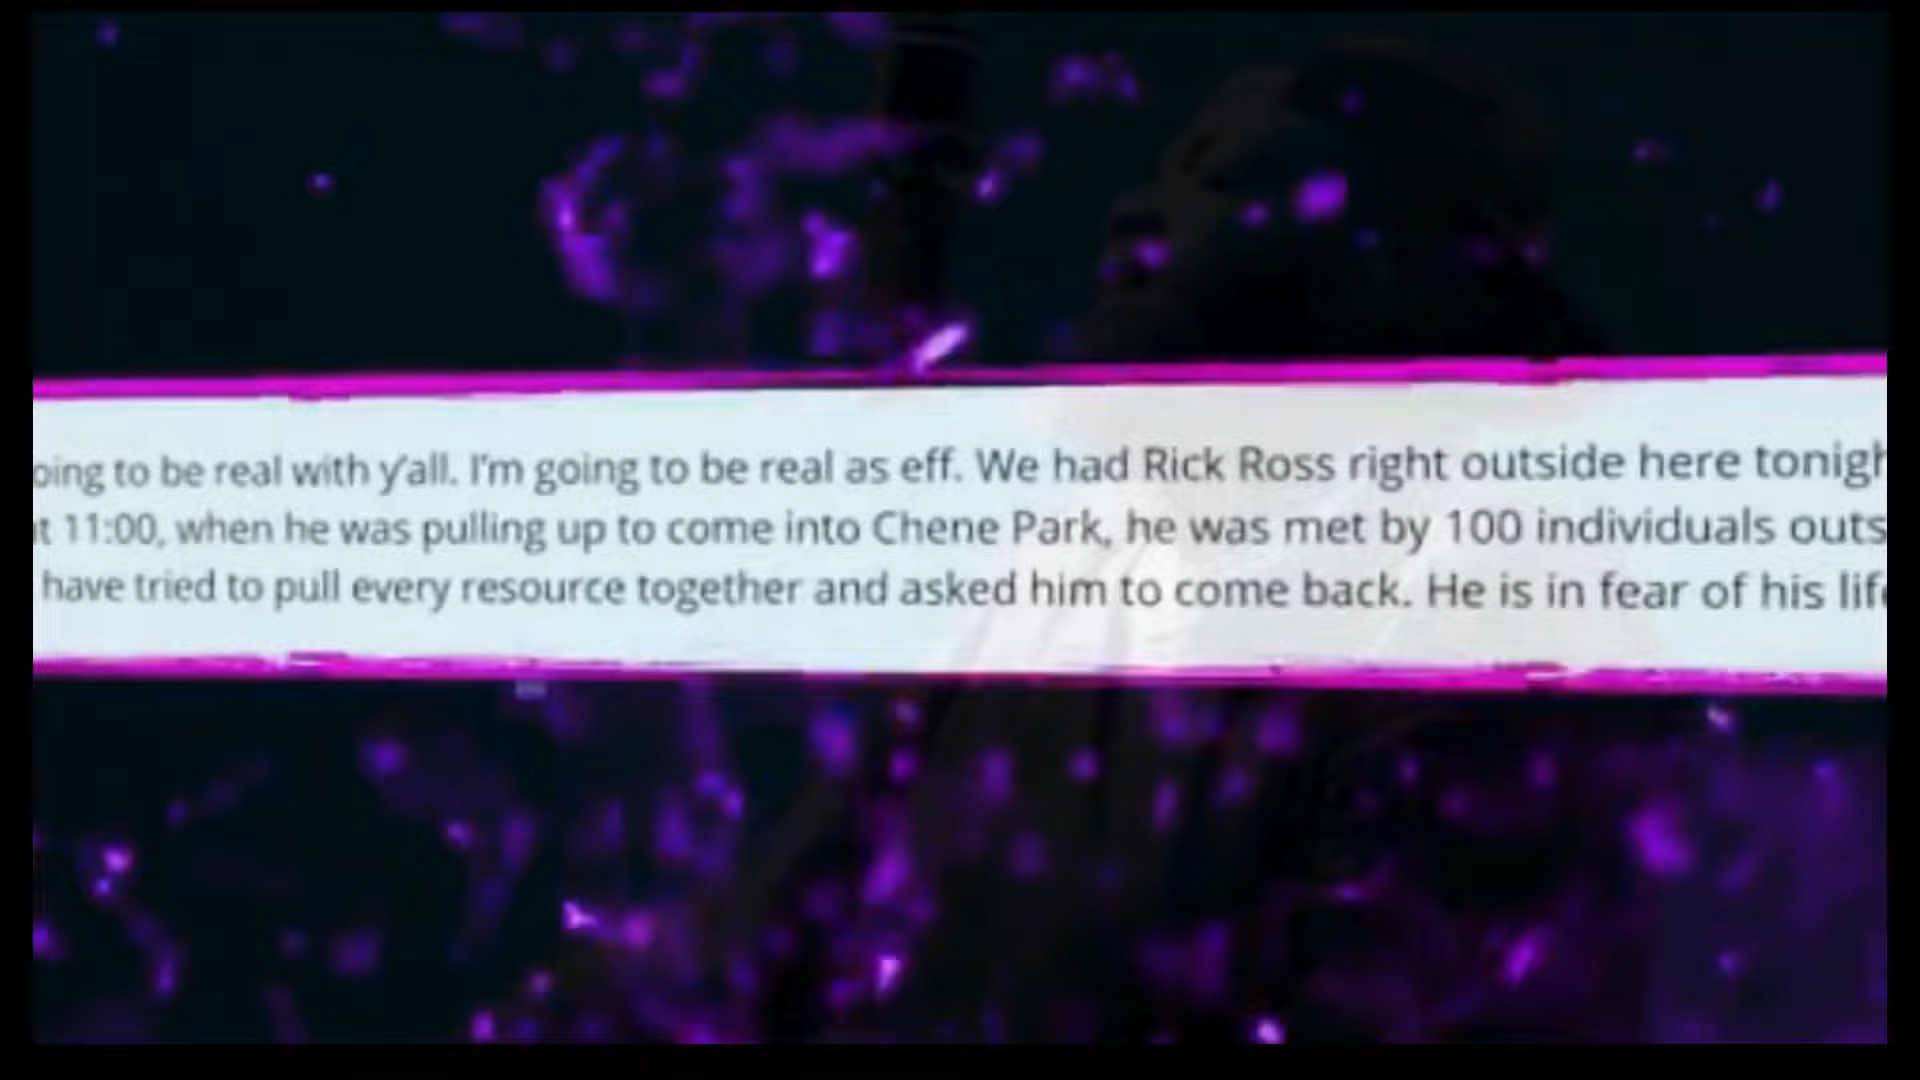 oing to be real with y'all. I'm going to be real as eff. We had Rick Ross right outside here tonigh
t 11:00, when he was pulling up to come into Chene Park, he was met by 100 individuals outs
have tried to pull every resource together and asked him to come back. He is in fear of his life